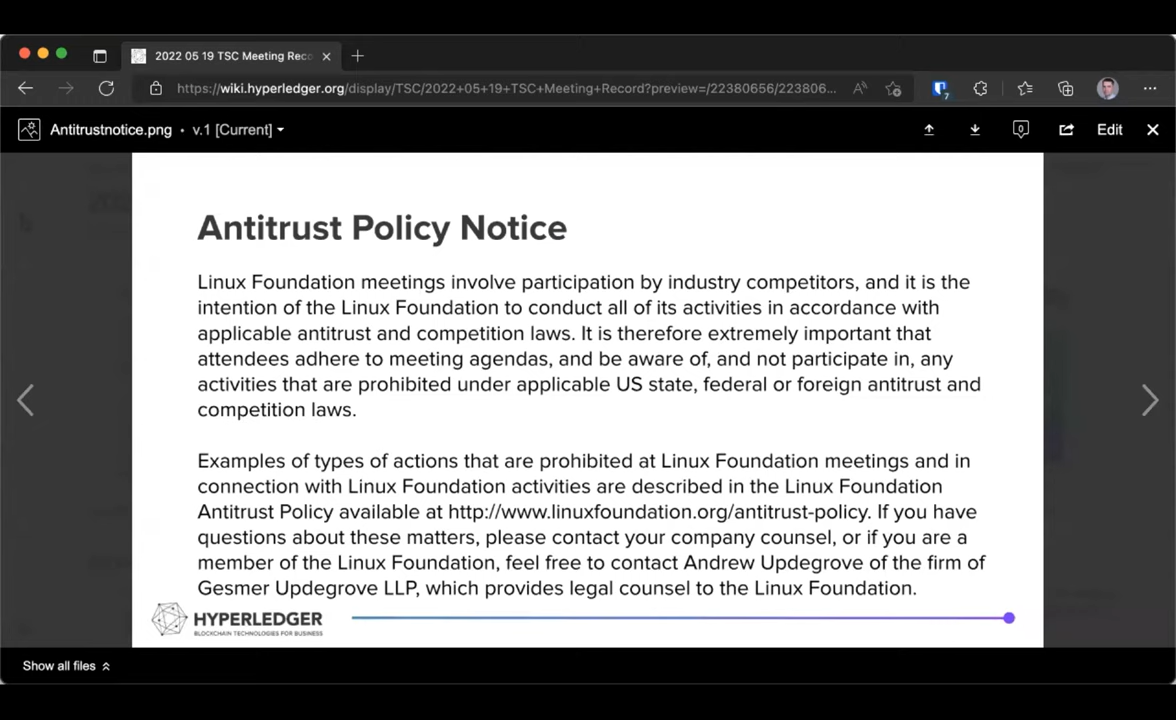 2022 05 19 TSC Meeting Reco
https://wiki.hyperledger.org/display/TSC/2022+05+19+TSC+Meeting+Record?preview=/22380656/223806...
7
Antitrustnotice.png • v.1 [Current]
0
Edit
Antitrust Policy Notice
Linux Foundation meetings involve participation by industry competitors, and it is the
intention of the Linux Foundation to conduct all of its activities in accordance with
applicable antitrust and competition laws. It is therefore extremely important that
attendees adhere to meeting agendas, and be aware of, and not participate in, any
activities that are prohibited under applicable US state, federal or foreign antitrust and
competition laws.
Examples of types of actions that are prohibited at Linux Foundation meetings and in
connection with Linux Foundation activities are described in the Linux Foundation
Antitrust Policy available at http://www.linuxfoundation.org/antitrust-policy. If you have
questions about these matters, please contact your company counsel, or if you are a
member of the Linux Foundation, feel free to contact Andrew Updegrove of the firm of
Gesmer Updegrove LLP, which provides legal counsel to the Linux Foundation.
HYPERLEDGER
BLOCKCHAIN TECHNOLOGIES FOR BUSINESS
Show all files